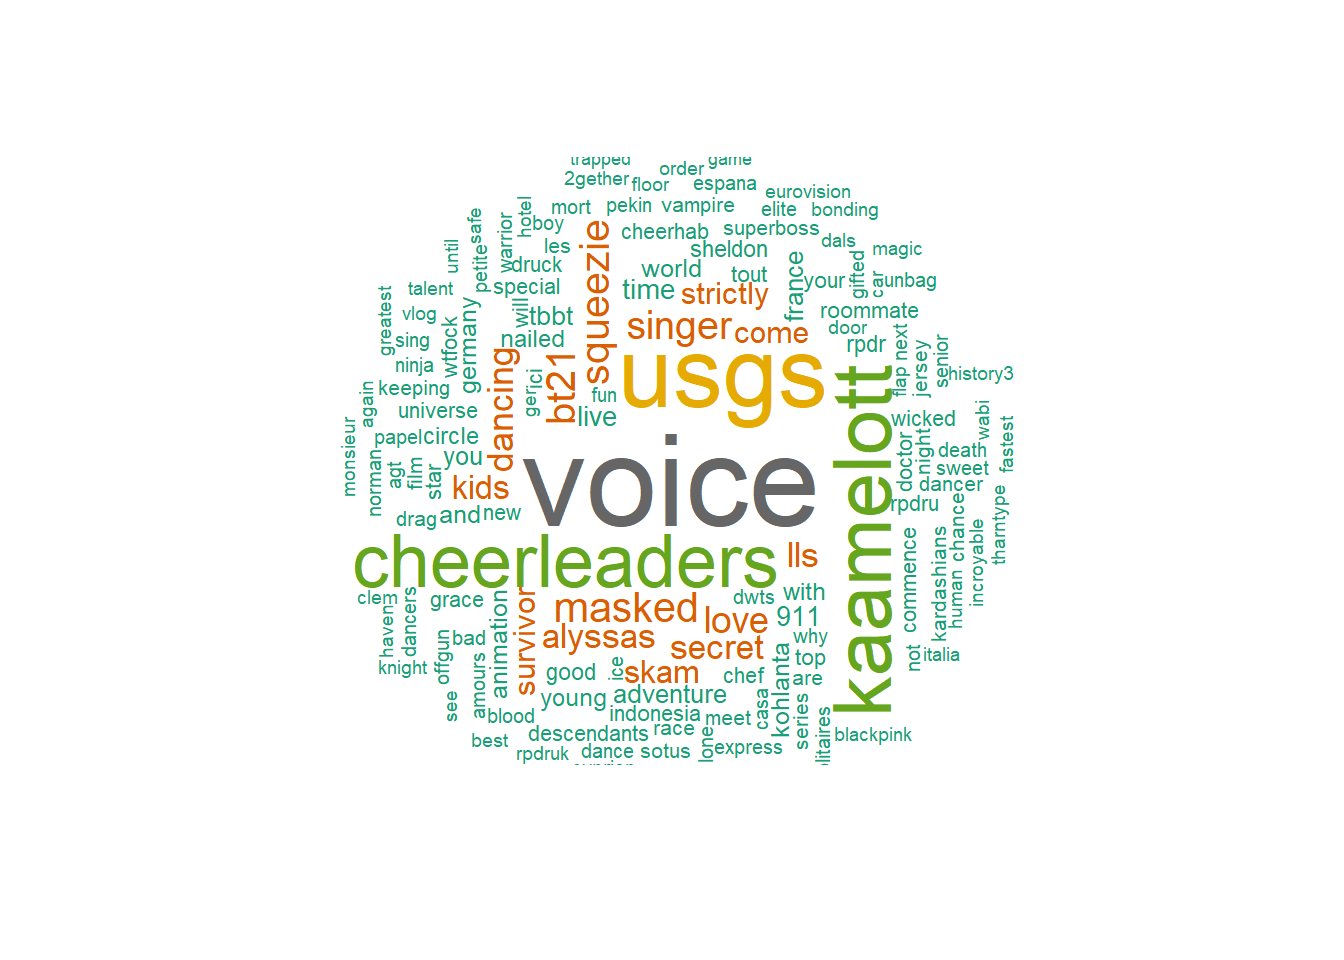 trapped
game
order
2gether
floor
espana
eurovision
mort
pekin
vampire
elite
bonding
safe
hotel
boy
squeezie
cheerhab
superboss
until
petite
warrior
les
sheldon
dals
magic
druck
world
tout
france
your
gifted
car
unbag
talent
special
time
strictly
roommate
greatest
vlog
will
tbbt
singer
come
door
sing
wtfock
germany
nailed
usgs
rpdr
flap
next
jersey
senior
ninja
dancing
bt21
ger
ici
fun
kaamelott
history3
keeping
again
universe
live
wicked
wabi
monsieur
papel
circle
voice
doctor
night
death
fastest
norman
agt
film
star
you
sweet
kids
dancer
drag
and
new
rpdru
cheerleaders
lls
commence
kardashians
human
chance
incroyable
tharntype
clem
haven
dancers
grace
animation
survivor
masked
love
dwts
with
911
offgun
bad
alyssas
secret
why
top
not
italia
knight
see
amours
good
ice
skam
chef
kohlanta
are
blood
young
adventure
casa
series
indonesia
meet
best
descendants
race
lone
express
olitaires
blackpink
rpdruk
dance
sotus